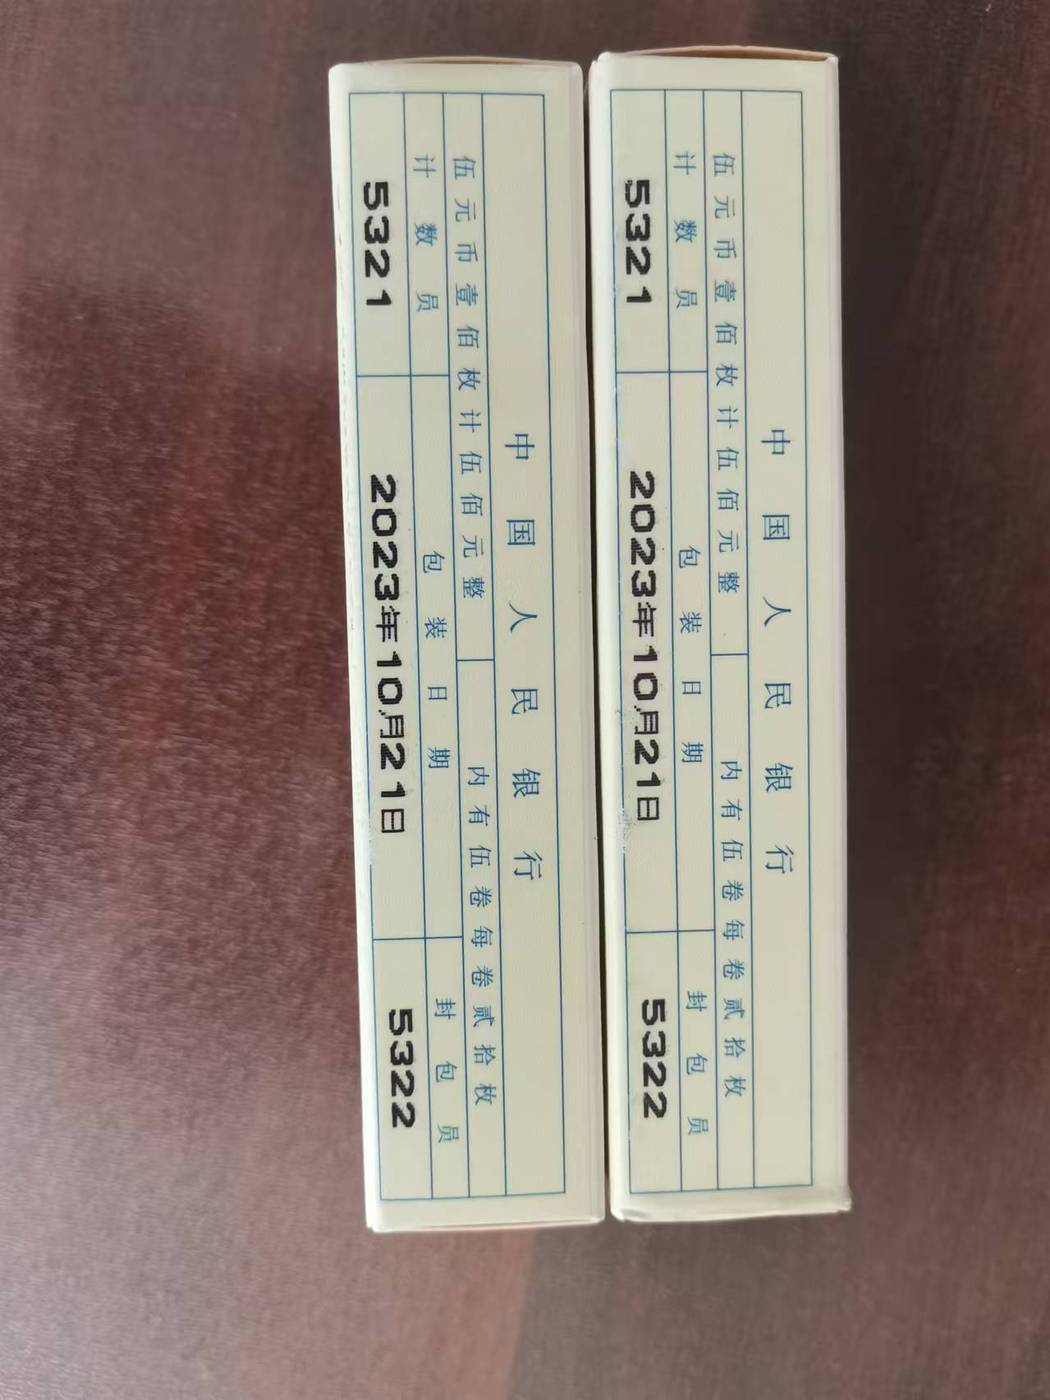 中国人民银行
伍元币壹佰枚计伍佰元整 内有伍卷每卷贰拾枚
计数员 包装日期 封包员
5321 2023年10月21日 5322
中国人民银行
伍元币壹佰枚计伍佰元整 内有伍卷每卷贰拾枚
计数员 包装日期 封包员
5321 2023年10月21日 5322